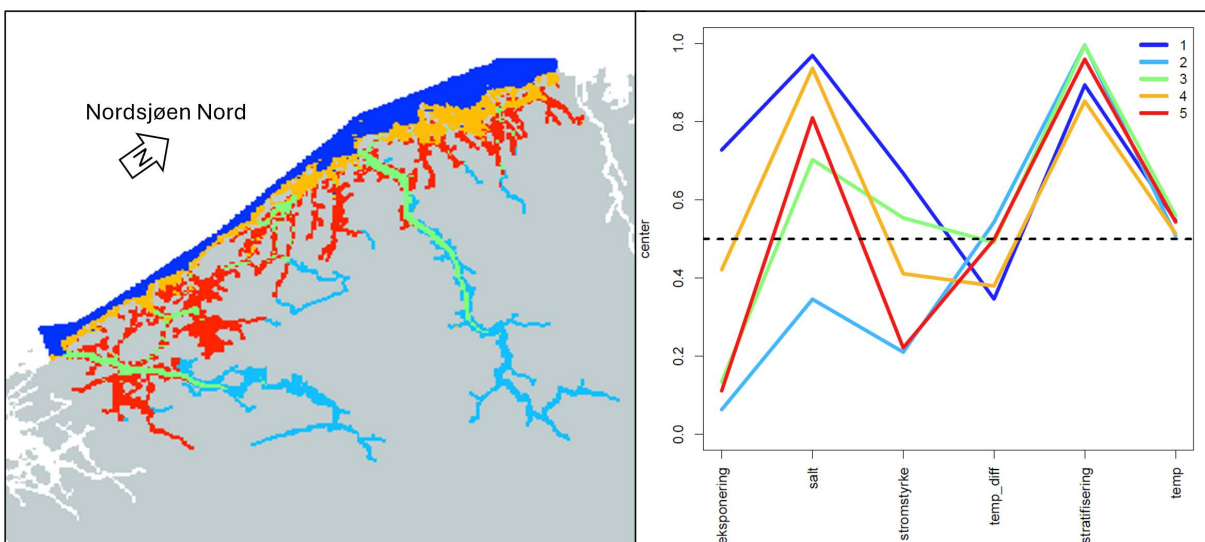 Nordsjøen Nord
N
center
0.0
0.2
0.4
0.6
0.8
1.0
1
2
3
4
5
eksponering
salt
stromstyrke
temp_diff
stratifisering
temp